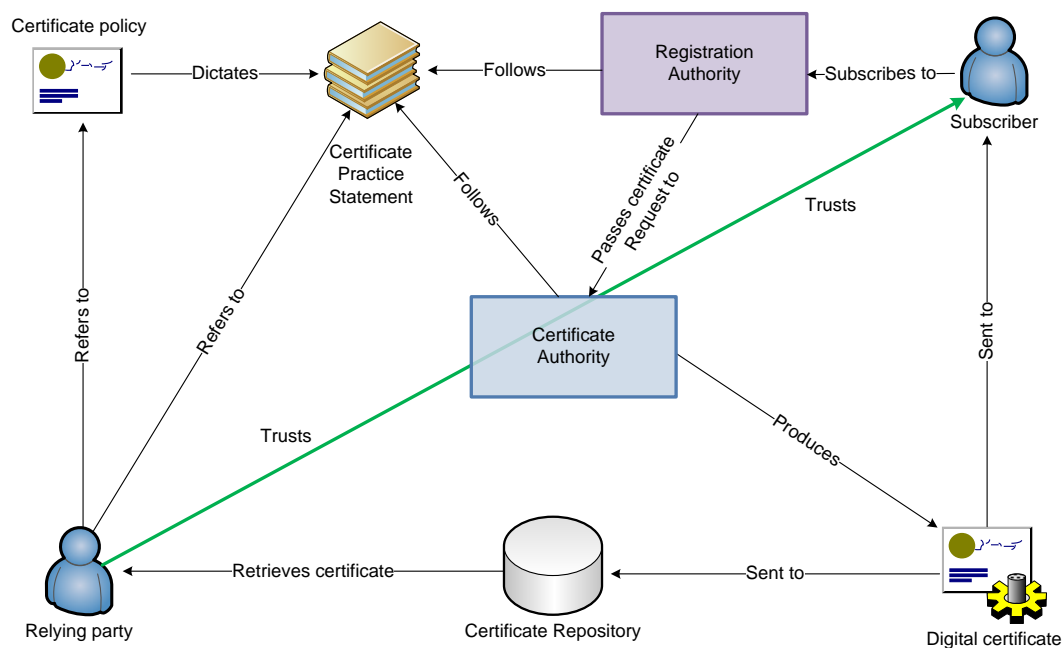 Certificate policy
Registration
Authority
Dictates
Follows
Subscribes to
Subscriber
Certificate
Practice
Statement
Follows
Passes certificate
Request to
Trusts
Refers to
Refers to
Certificate
Authority
Sent to
Trusts
Produces
Retrieves certificate
Sent to
Relying party
Certificate Repository
Digital certificate